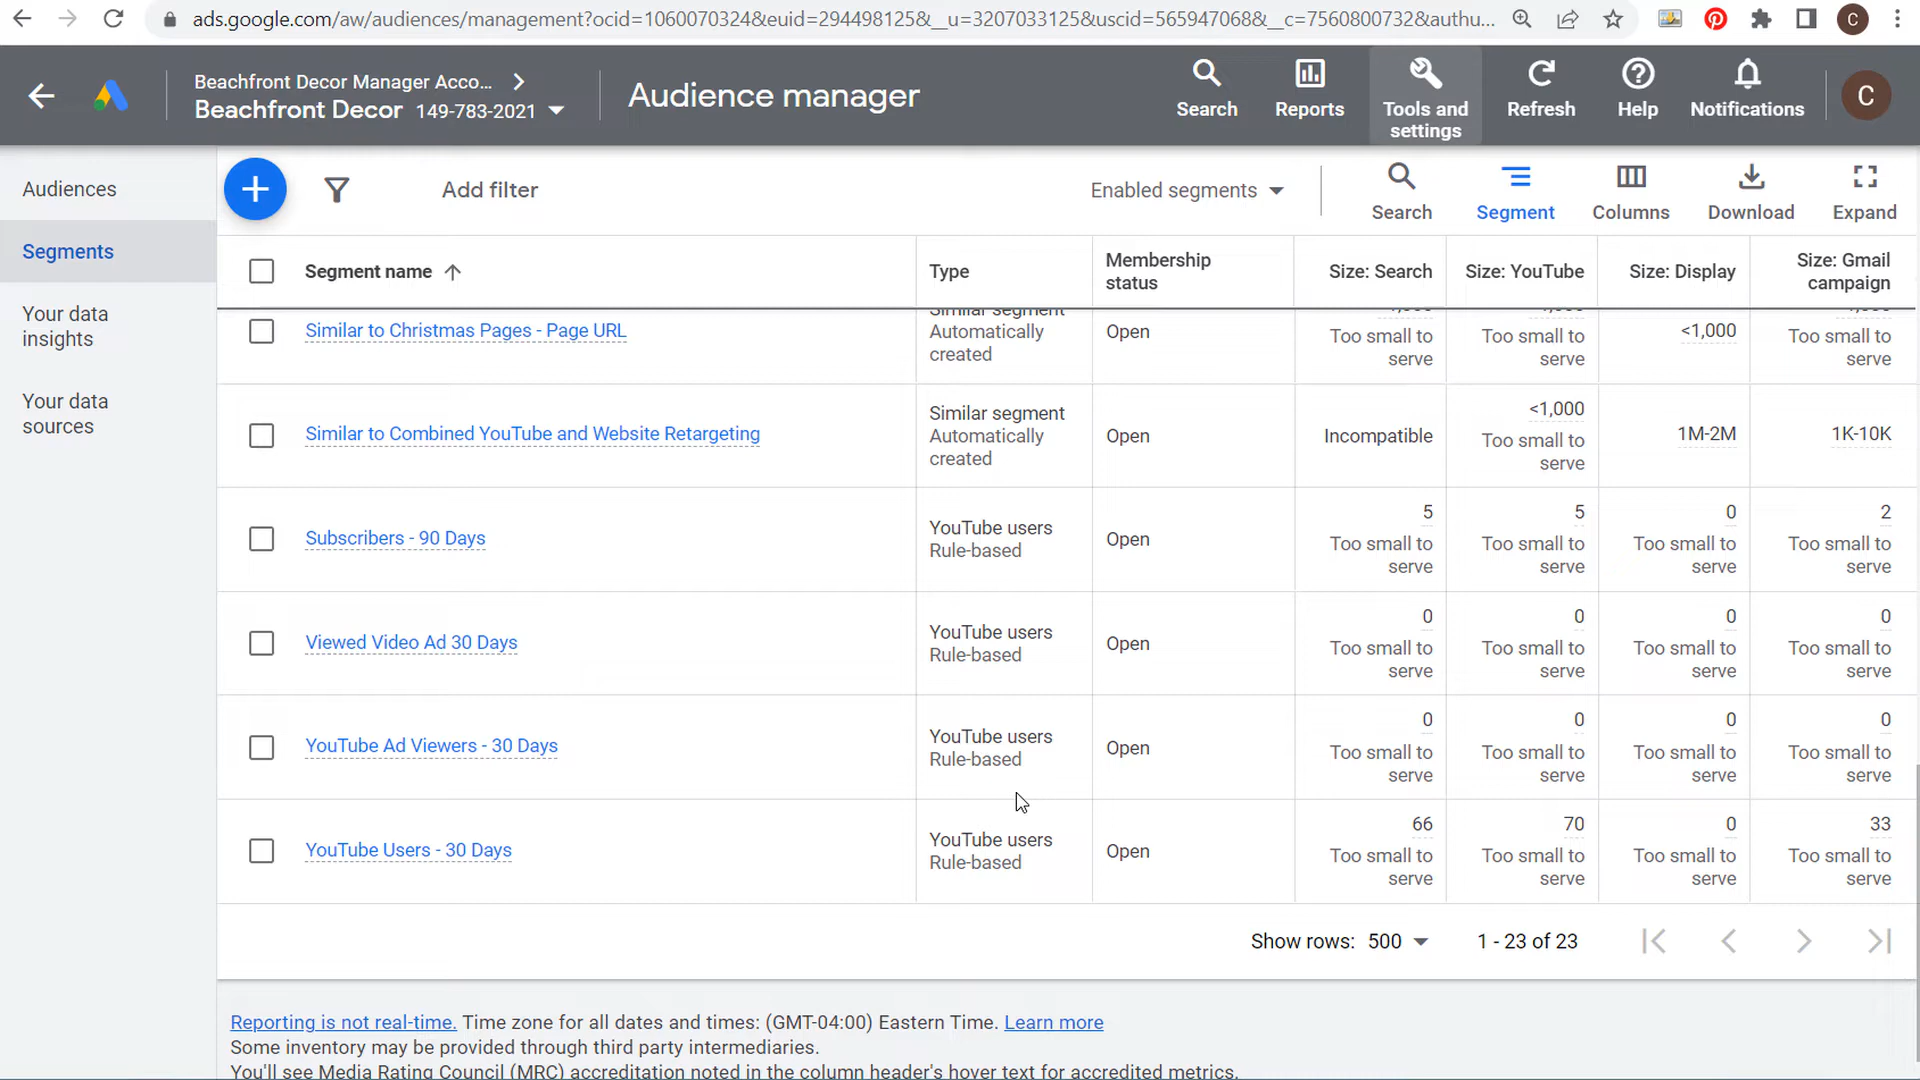 ads.google.com/aw/audiences/management?ocid=1060070324&euid=294498125&__u=3207033125&uscid=565947068&__c=7560800732&authu...
C
Beachfront Decor Manager Acco...
Beachfront Decor 149-783-2021
Audience manager
Search
Reports
Tools and
settings
Refresh
Help
Notifications
C
Audiences
Segments
Your data
insights
Your data
sources
Add filter
Enabled segments
Search
Segment
Columns
Download
Expand
Segment name
Type
Membership
status
Size: Search
Size: YouTube
Size: Display
Size: Gmail
campaign
Similar to Christmas Pages - Page URL
Similar segment
Automatically
created
Open
Too small to
serve
Too small to
serve
<1,000
Too small to
serve
Similar to Combined YouTube and Website Retargeting
Similar segment
Automatically
created
Open
Incompatible
<1,000
Too small to
serve
1M-2M
1K-10K
Subscribers - 90 Days
YouTube users
Rule-based
Open
5
Too small to
serve
5
Too small to
serve
0
Too small to
serve
2
Too small to
serve
Viewed Video Ad 30 Days
YouTube users
Rule-based
Open
0
Too small to
serve
0
Too small to
serve
0
Too small to
serve
0
Too small to
serve
YouTube Ad Viewers - 30 Days
YouTube users
Rule-based
Open
0
Too small to
serve
0
Too small to
serve
0
Too small to
serve
0
Too small to
serve
YouTube Users - 30 Days
YouTube users
Rule-based
Open
66
Too small to
serve
70
Too small to
serve
0
Too small to
serve
33
Too small to
serve
Show rows: 500
1 - 23 of 23
Reporting is not real-time. Time zone for all dates and times: (GMT-04:00) Eastern Time. Learn more
Some inventory may be provided through third party intermediaries.
You'll see Media Rating Council (MRC) accreditation noted in the column header's hover text for accredited metrics.